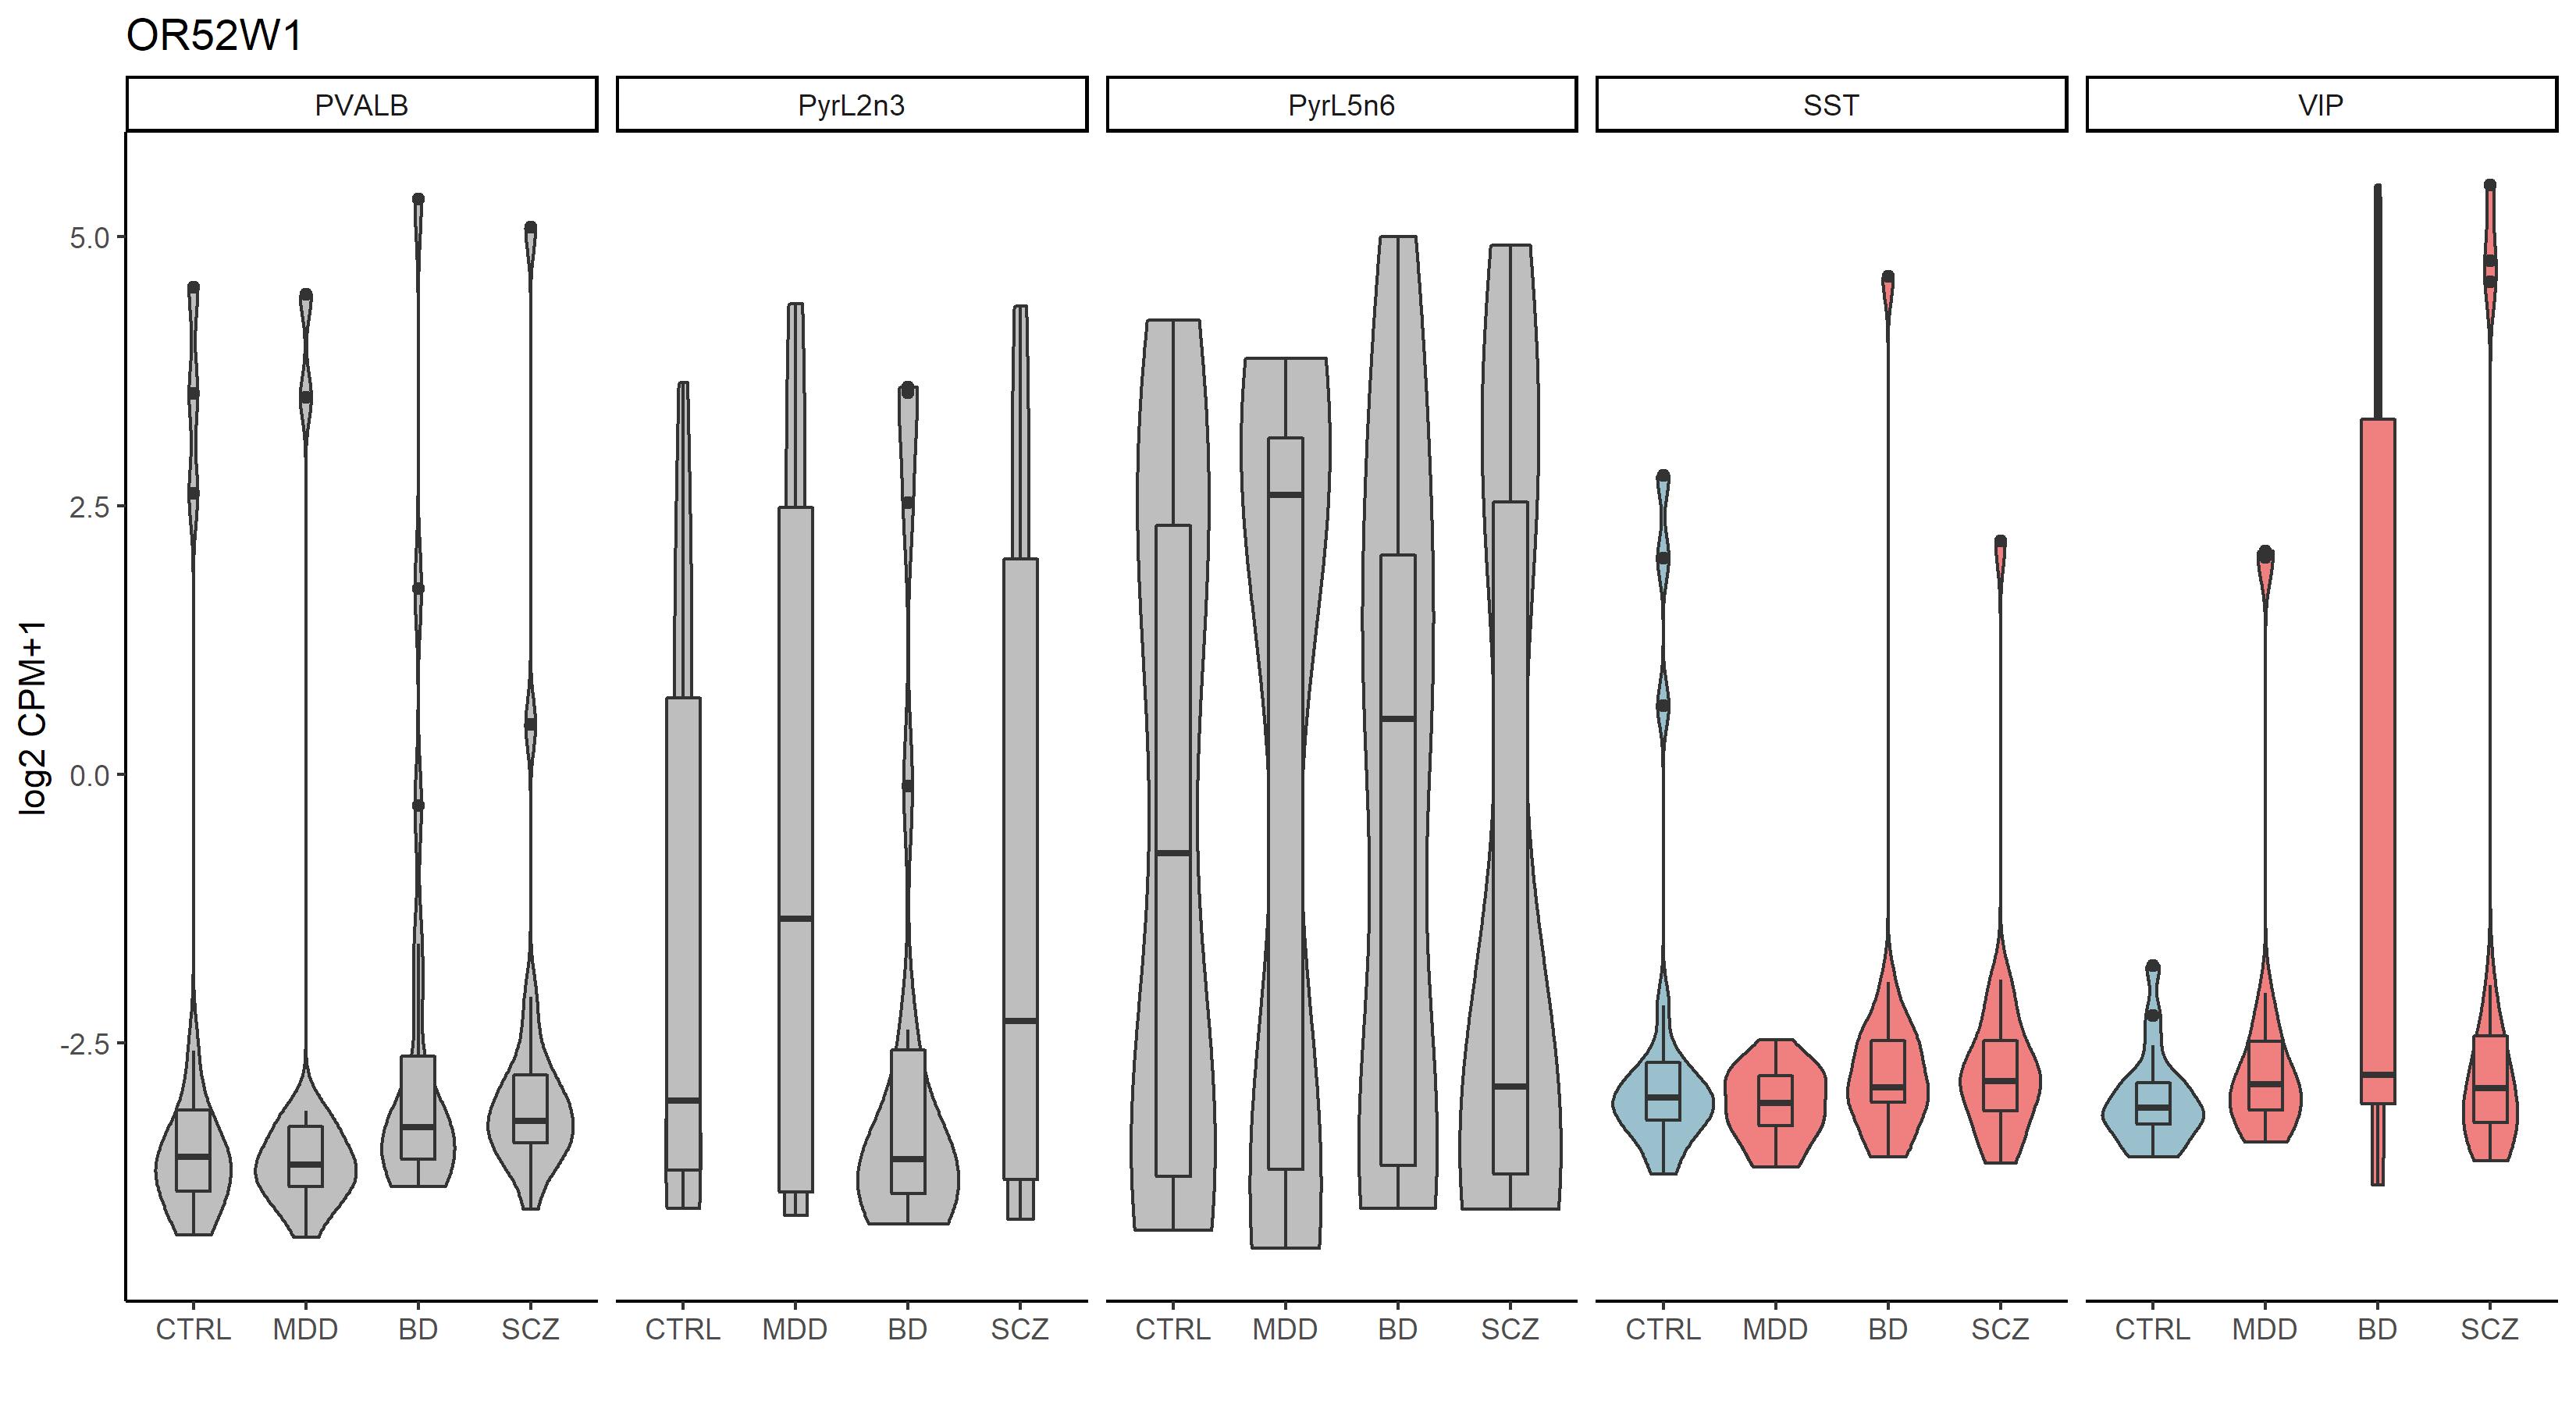 OR52W1
PVALB PyrL2n3 PyrL5n6 SST VIP
log2 CPM+1
5.0
2.5
0.0
-2.5
CTRL MDD BD SCZ CTRL MDD BD SCZ CTRL MDD BD SCZ CTRL MDD BD SCZ CTRL MDD BD SCZ